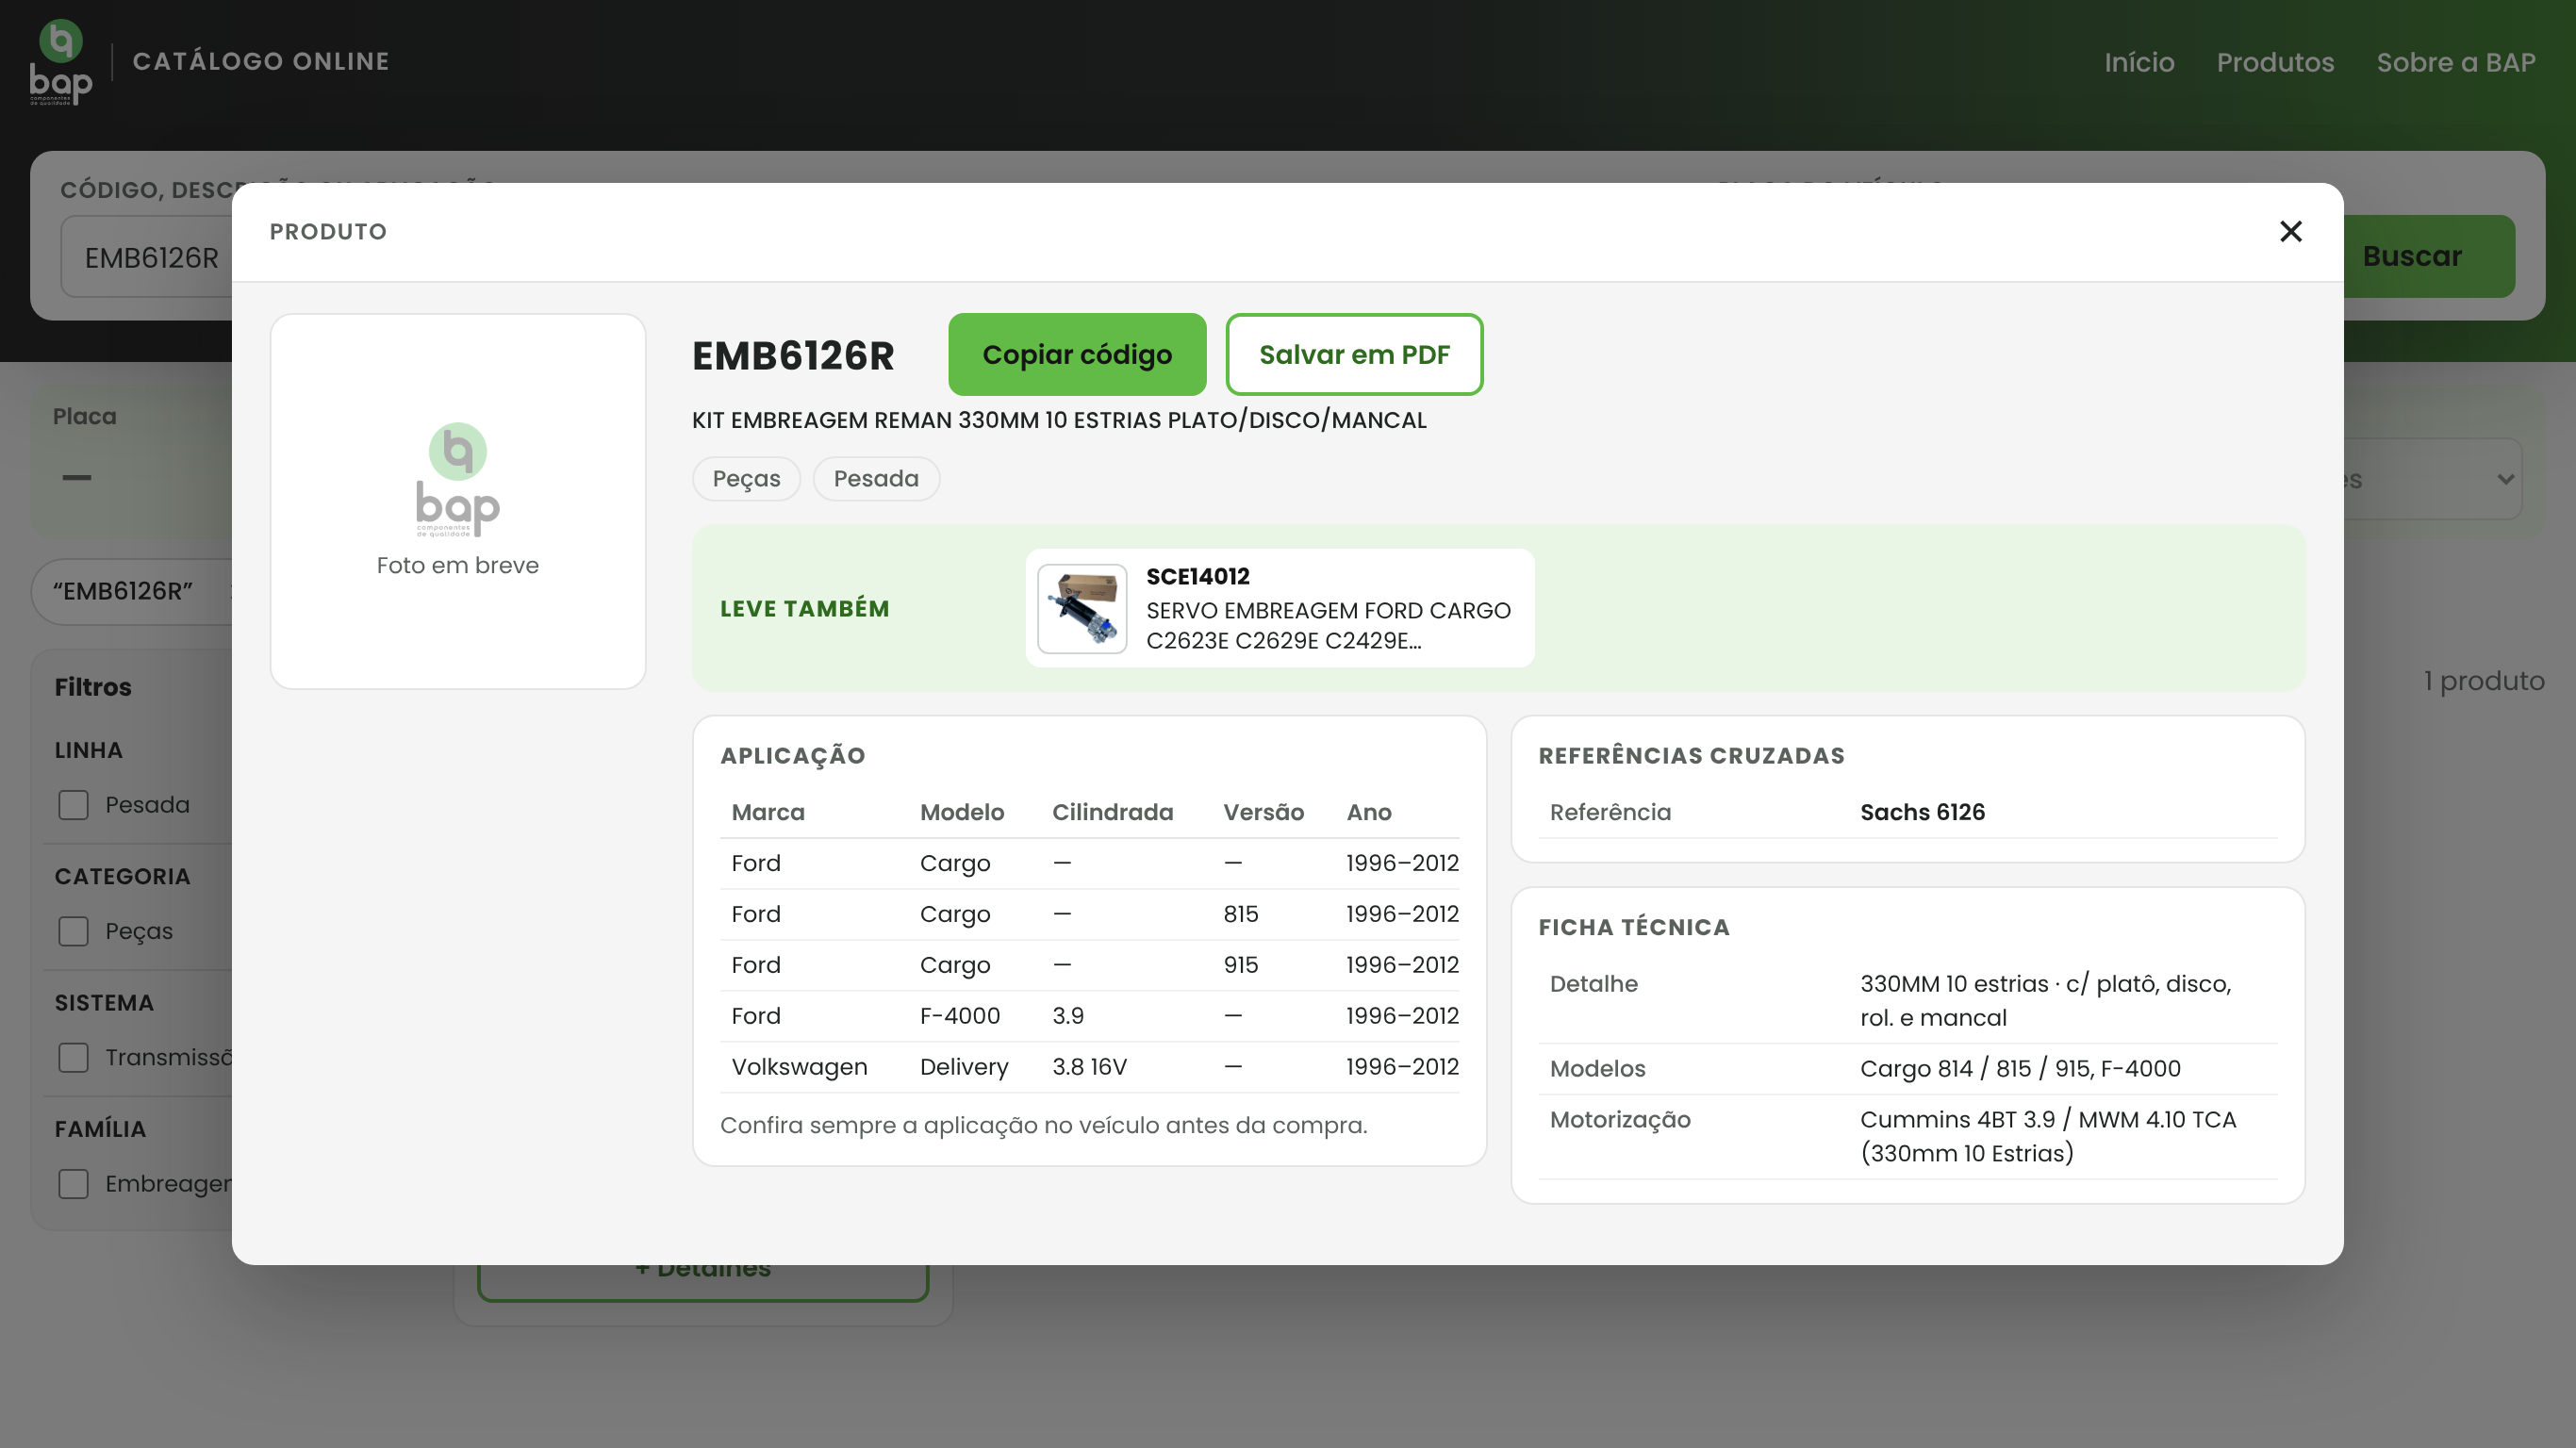 bap
componentes
de qualidade
CATÁLOGO ONLINE
Início
Produtos
Sobre a BAP
EMB6126R
Buscar
PRODUTO
bap
componentes
de qualidade
Foto em breve
EMB6126R
Copiar código
Salvar em PDF
KIT EMBREAGEM REMAN 330MM 10 ESTRIAS PLATO/DISCO/MANCAL
Peças
Pesada
LEVE TAMBÉM
SCE14012
SERVO EMBREAGEM FORD CARGO
C2623E C2629E C2429E...
APLICAÇÃO
Marca Modelo Cilindrada Versão Ano
Ford Cargo — — 1996–2012
Ford Cargo — 815 1996–2012
Ford Cargo — 915 1996–2012
Ford F-4000 3.9 — 1996–2012
Volkswagen Delivery 3.8 16V — 1996–2012
Confira sempre a aplicação no veículo antes da compra.
REFERÊNCIAS CRUZADAS
Referência Sachs 6126
FICHA TÉCNICA
Detalhe 330MM 10 estrias · c/ platô, disco,
rol. e mancal
Modelos Cargo 814 / 815 / 915, F-4000
Motorização Cummins 4BT 3.9 / MWM 4.10 TCA
(330mm 10 Estrias)
Placa
—
“EMB6126R”
1 produto
Filtros
LINHA
Pesada
CATEGORIA
Peças
SISTEMA
FAMÍLIA
+ Detalhes